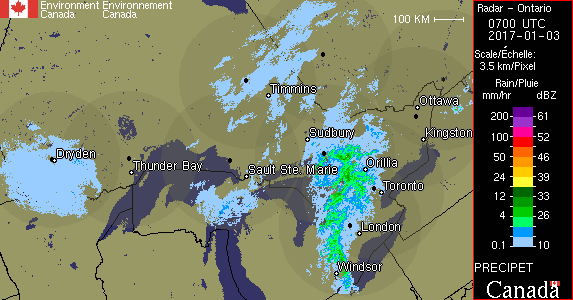 Environment Environnement
Canada Canada
100 KM
Timmins
Ottawa
Sudbury
Kingston
Dryden
Thunder Bay
Sault Ste. Marie
Orillia
Toronto
London
Windsor
Radar - Ontario
0700 UTC
2017-01-03
Scale/Échelle:
3.5 km/Pixel
Rain/Pluie
mm/hr dBZ
200 61
100 52
50 46
24 39
12 33
4 26
0.1 10
PRECIPET
Canada